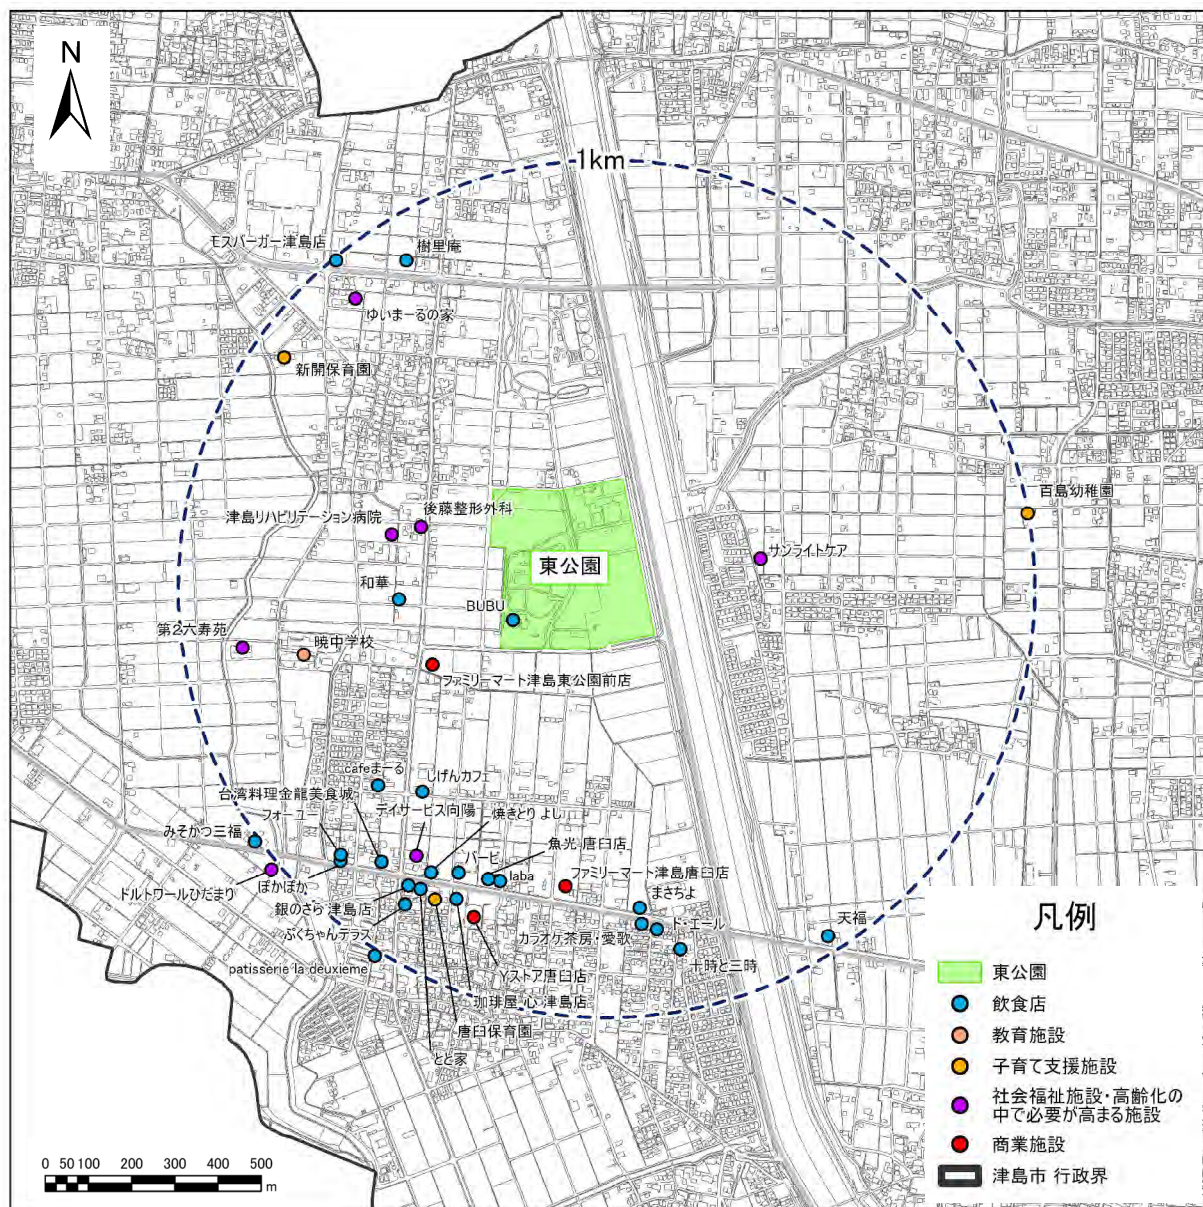 N
1km
モスバーガー津島店
樹里庵
ゆいまーるの家
新開保育園
百島幼稚園
後藤整形外科
津島リハビリテーション病院
サンライトケア
東公園
和華
BUBU
第2六寿苑
暁中学校
ファミリーマート津島東公園前店
cafeまーる
しげんカフェ
台湾料理金龍美食城
フォーユー
デイサービス向陽
焼きとり よし
みそかつ三福
バービー
魚光 唐臼店
laba
ファミリーマート津島唐臼店
ドルトワールひだまり
ぽかぽか
まさぢよ
銀のさら 津島店
ふくちゃんテラス
カラオケ茶房・愛歌
ド・エール
天福
patisserie la deuxieme
Yストア唐臼店
十時と三時
珈琲屋 心 津島店
唐臼保育園
とと家
凡例
東公園
飲食店
教育施設
子育て支援施設
社会福祉施設・高齢化の
中で必要が高まる施設
商業施設
津島市 行政界
0 50 100 200 300 400 500
m